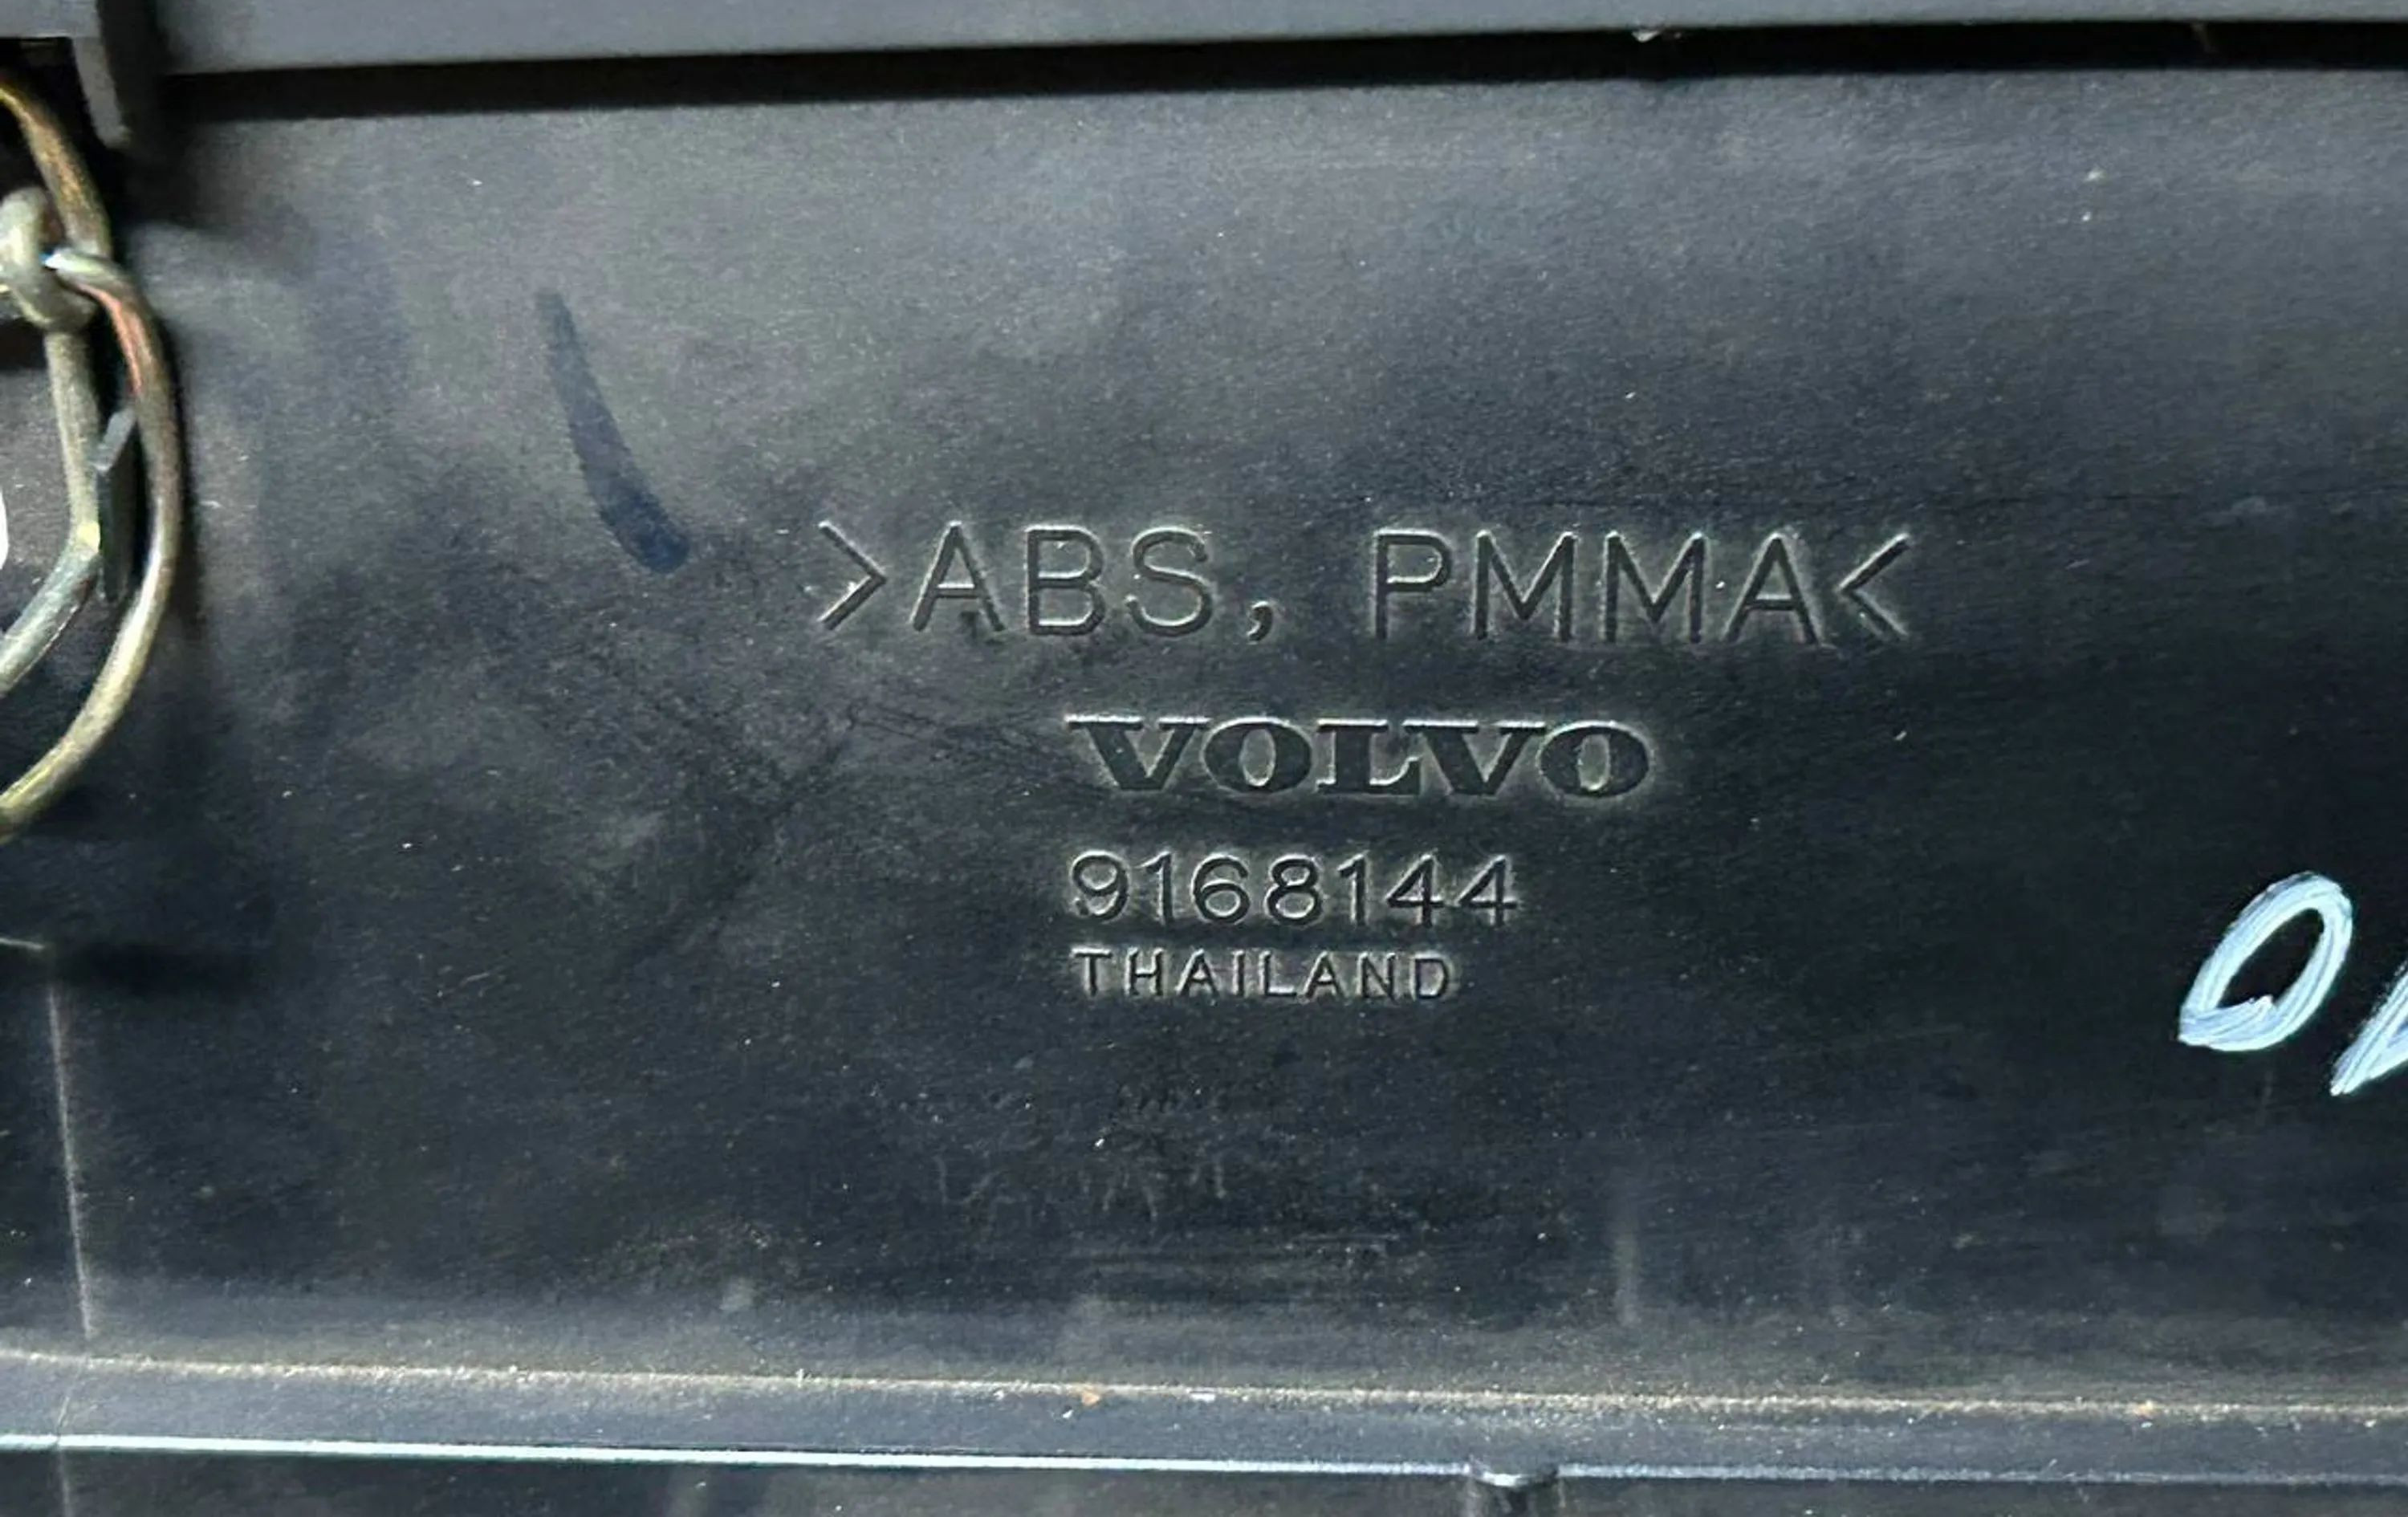 >ABS, PMMA<
VOLVO
9168144
THAILAND